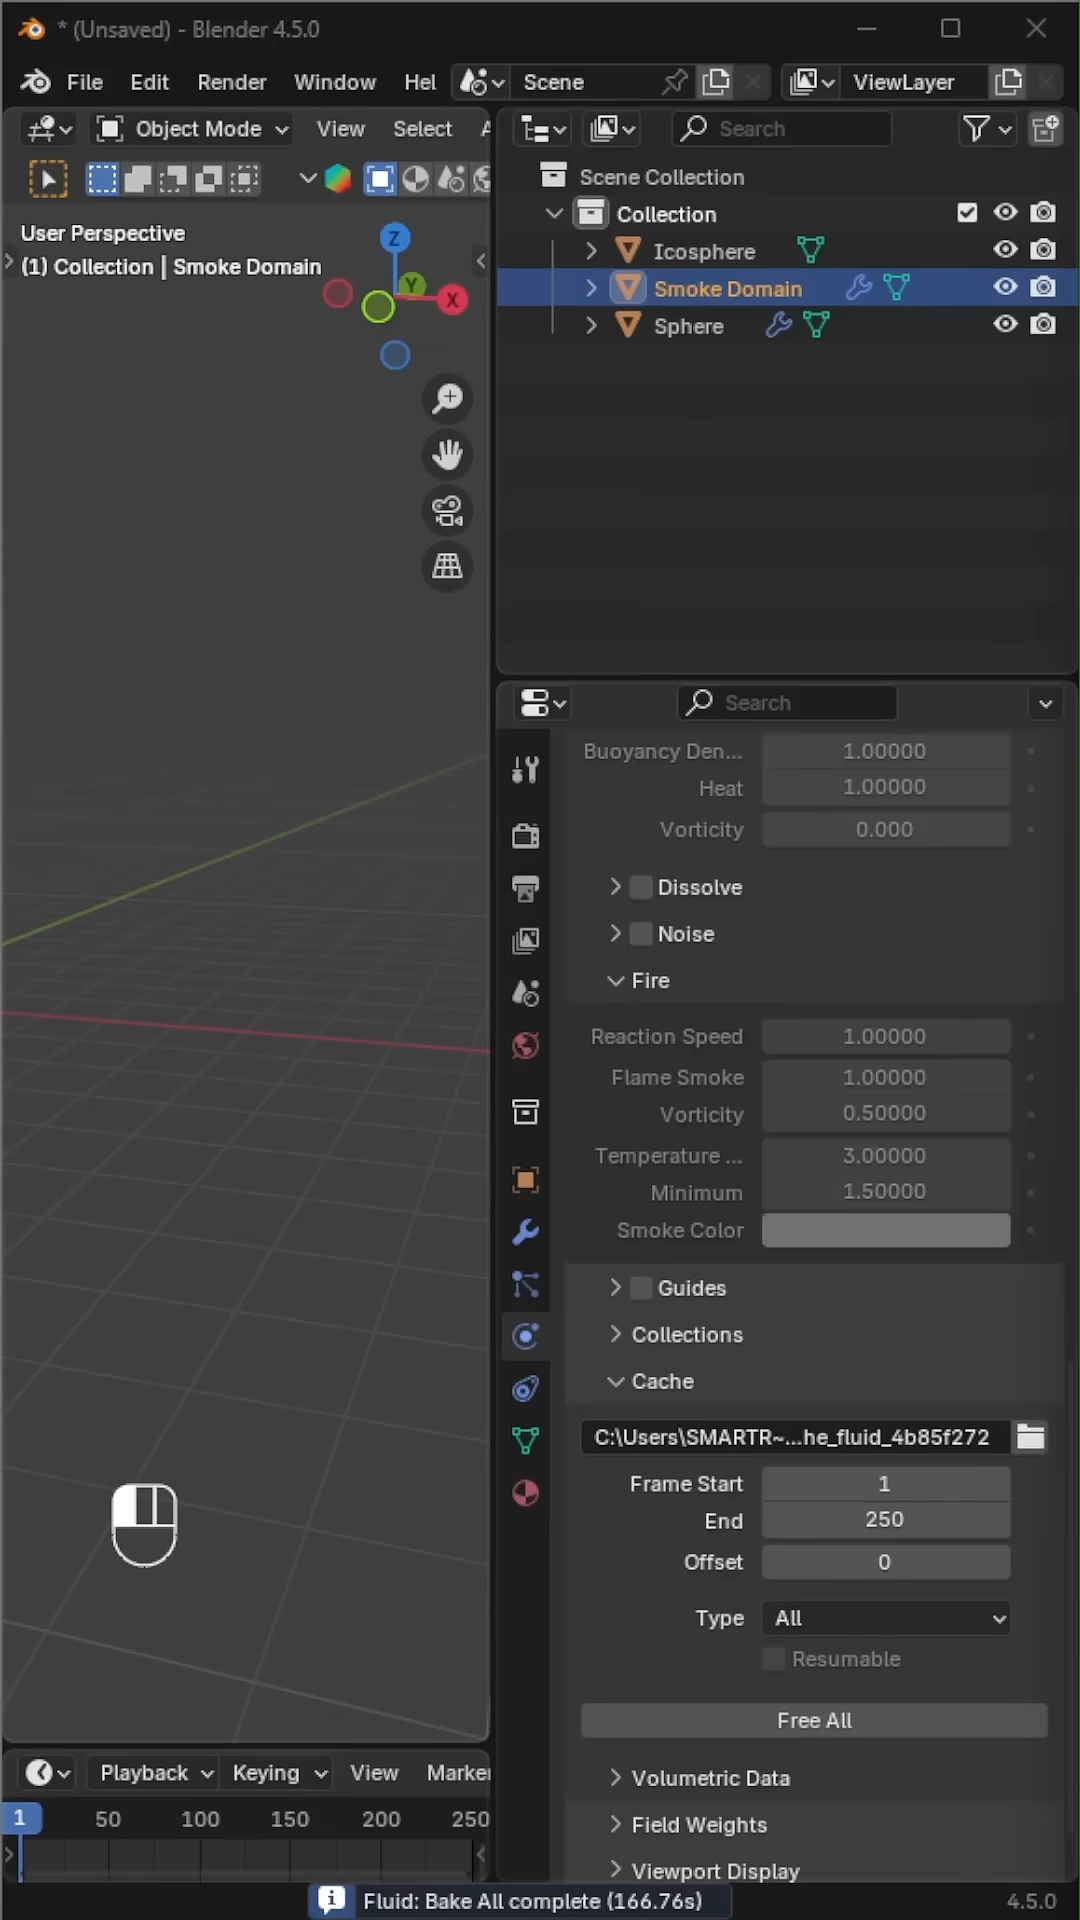 * (Unsaved) - Blender 4.5.0
File Edit Render Window Hel Scene ViewLayer
Object Mode View Select
Search
User Perspective
(1) Collection | Smoke Domain
Z
Y
X
Scene Collection
Collection
Icosphere
Smoke Domain
Sphere
Search
Buoyancy Den... 1.00000
Heat 1.00000
Vorticity 0.000
Dissolve
Noise
Fire
Reaction Speed 1.00000
Flame Smoke 1.00000
Vorticity 0.50000
Temperature ... 3.00000
Minimum 1.50000
Smoke Color
Guides
Collections
Cache
C:\Users\SMARTR~...he_fluid_4b85f272
Frame Start 1
End 250
Offset 0
Type All
Resumable
Free All
Volumetric Data
Field Weights
Viewport Display
Playback Keying View Marke
1 50 100 150 200 250
Fluid: Bake All complete (166.76s)
4.5.0